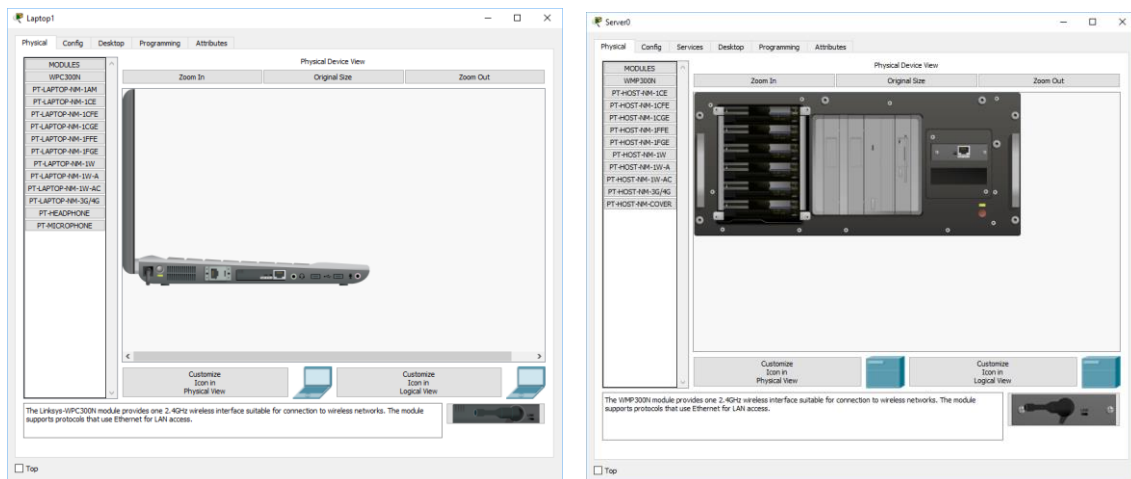 Laptop1
Physical Config Desktop Programming Attributes
MODULES
WPC300N
PT-LAPTOP-NM-1AM
PT-LAPTOP-NM-1CE
PT-LAPTOP-NM-1CFE
PT-LAPTOP-NM-1CGE
PT-LAPTOP-NM-1FFE
PT-LAPTOP-NM-1FGE
PT-LAPTOP-NM-1W
PT-LAPTOP-NM-1W-A
PT-LAPTOP-NM-1W-AC
PT-LAPTOP-NM-3G/4G
PT-HEADPHONE
PT-MICROPHONE
Physical Device View
Zoom In Original Size Zoom Out
Customize
Icon in
Physical View
Customize
Icon in
Logical View
The Linksys-WPC300N module provides one 2.4GHz wireless interface suitable for connection to wireless networks. The module
supports protocols that use Ethernet for LAN access.
Top
Server0
Physical Config Services Desktop Programming Attributes
MODULES
WMP300N
PT-HOST-NM-1CE
PT-HOST-NM-1CFE
PT-HOST-NM-1CGE
PT-HOST-NM-1FFE
PT-HOST-NM-1FGE
PT-HOST-NM-1W
PT-HOST-NM-1W-A
PT-HOST-NM-1W-AC
PT-HOST-NM-3G/4G
PT-HOST-NM-COVER
Physical Device View
Zoom In Original Size Zoom Out
Customize
Icon in
Physical View
Customize
Icon in
Logical View
The WMP300N module provides one 2.4GHz wireless interface suitable for connection to wireless networks. The module
supports protocols that use Ethernet for LAN access.
Top